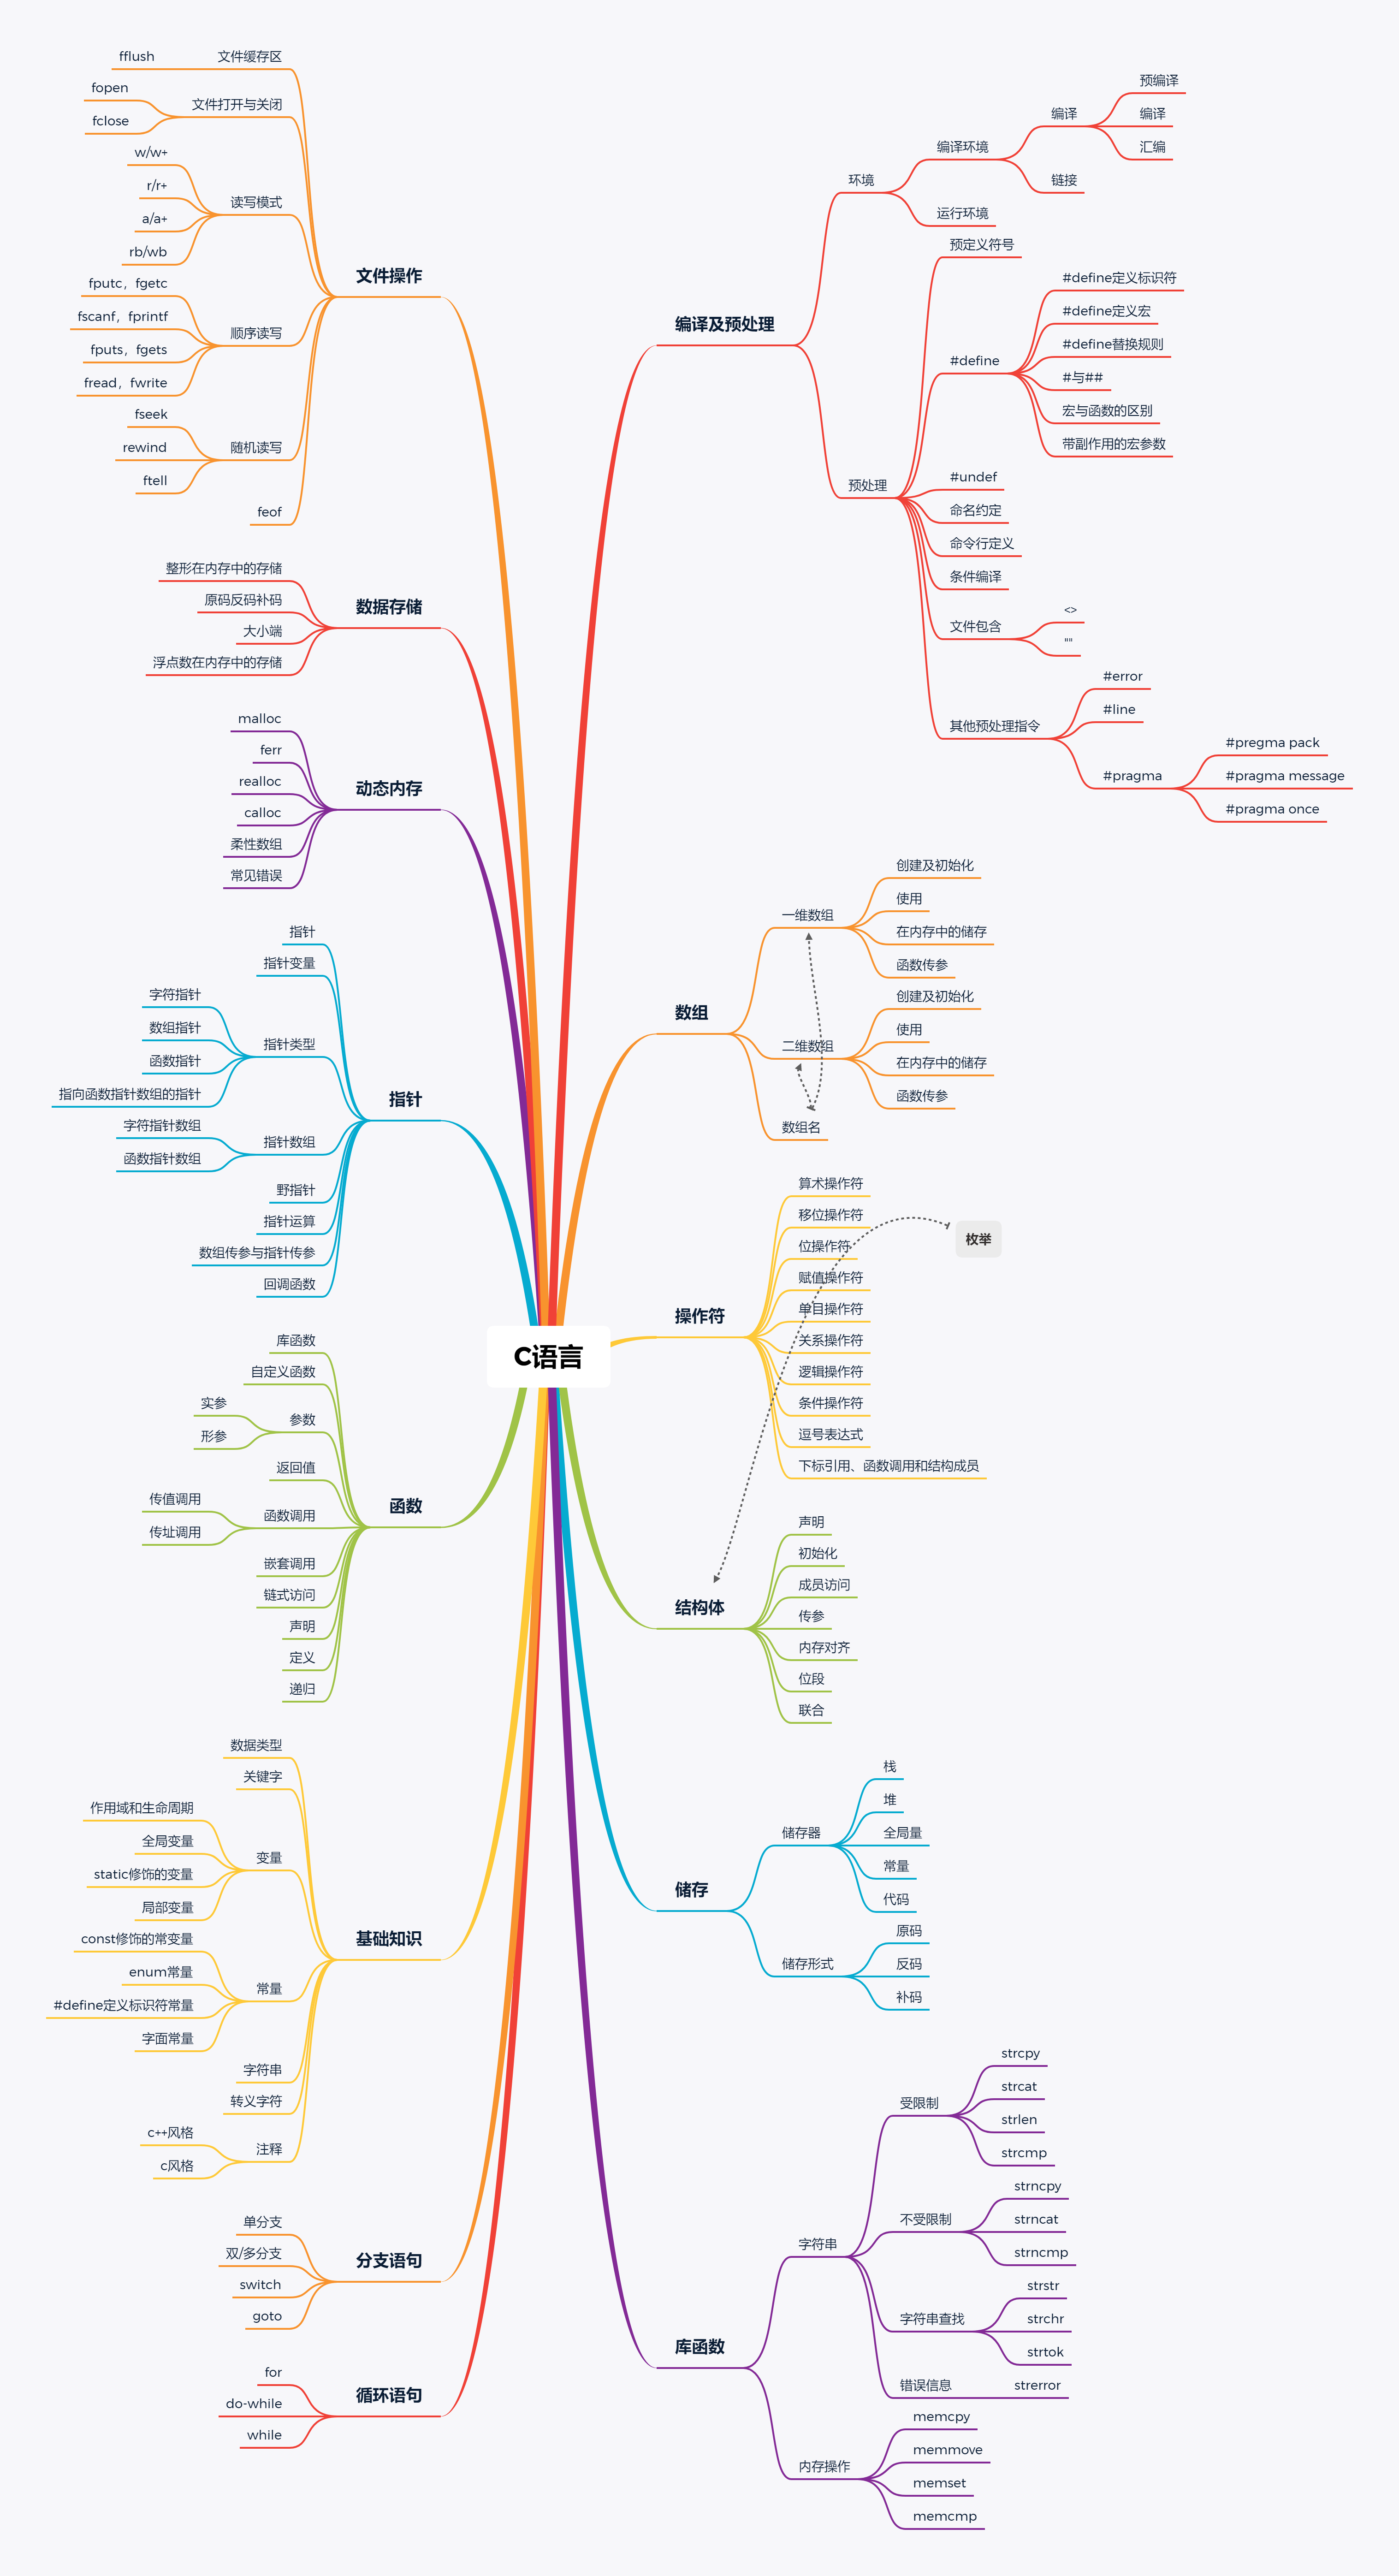 C语言
编译及预处理
环境
编译环境
编译
预编译
编译
汇编
链接
运行环境
预处理
预定义符号
#define
#define定义标识符
#define定义宏
#define替换规则
#与##
宏与函数的区别
带副作用的宏参数
#undef
命名约定
命令行定义
条件编译
文件包含
<>
""
其他预处理指令
#error
#line
#pragma
#pregma pack
#pragma message
#pragma once
数组
一维数组
创建及初始化
使用
在内存中的储存
函数传参
二维数组
创建及初始化
使用
在内存中的储存
函数传参
数组名
操作符
算术操作符
移位操作符
位操作符
赋值操作符
单目操作符
关系操作符
逻辑操作符
条件操作符
逗号表达式
下标引用、函数调用和结构成员
枚举
结构体
声明
初始化
成员访问
传参
内存对齐
位段
联合
储存
储存器
栈
堆
全局量
常量
代码
储存形式
原码
反码
补码
库函数
字符串
受限制
strcpy
strcat
strlen
strcmp
不受限制
strncpy
strncat
strncmp
字符串查找
strstr
strchr
strtok
错误信息
strerror
内存操作
memcpy
memmove
memset
memcmp
文件操作
文件缓存区
fflush
文件打开与关闭
fopen
fclose
读写模式
w/w+
r/r+
a/a+
rb/wb
顺序读写
fputc，fgetc
fscanf，fprintf
fputs，fgets
fread，fwrite
随机读写
fseek
rewind
ftell
feof
数据存储
整形在内存中的存储
原码反码补码
大小端
浮点数在内存中的存储
动态内存
malloc
ferr
realloc
calloc
柔性数组
常见错误
指针
指针
指针变量
指针类型
字符指针
数组指针
函数指针
指向函数指针数组的指针
指针数组
字符指针数组
函数指针数组
野指针
指针运算
数组传参与指针传参
回调函数
函数
库函数
自定义函数
参数
实参
形参
返回值
函数调用
传值调用
传址调用
嵌套调用
链式访问
声明
定义
递归
基础知识
数据类型
关键字
变量
作用域和生命周期
全局变量
static修饰的变量
局部变量
常量
const修饰的常变量
enum常量
#define定义标识符常量
字面常量
字符串
转义字符
注释
c++风格
c风格
分支语句
单分支
双/多分支
switch
goto
循环语句
for
do-while
while